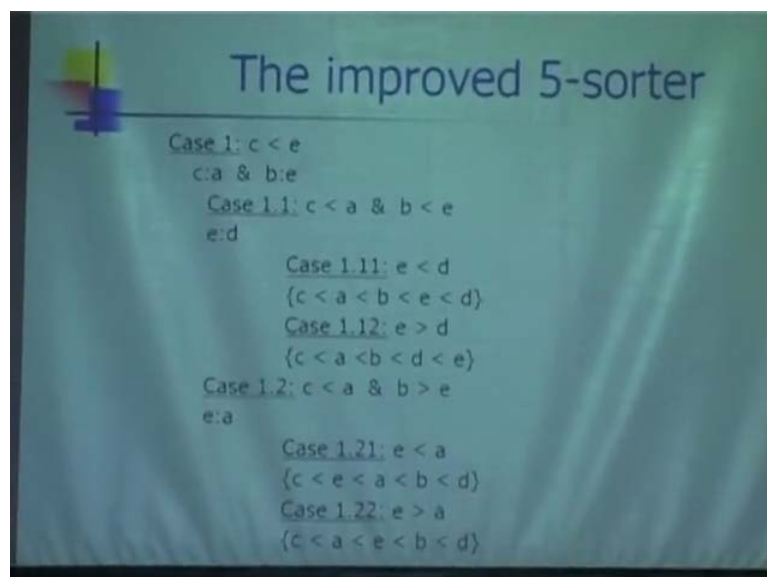 The improved 5-sorter
Case 1: c < e
c:a & b:e
Case 1.1: c < a & b < e
e:d
Case 1.11: e < d
{c < a < b < e < d}
Case 1.12: e > d
{c < a <b < d < e}
Case 1.2: c < a & b > e
e:a
Case 1.21: e < a
{c < e < a < b < d}
Case 1.22: e > a
{c < a < e < b < d}